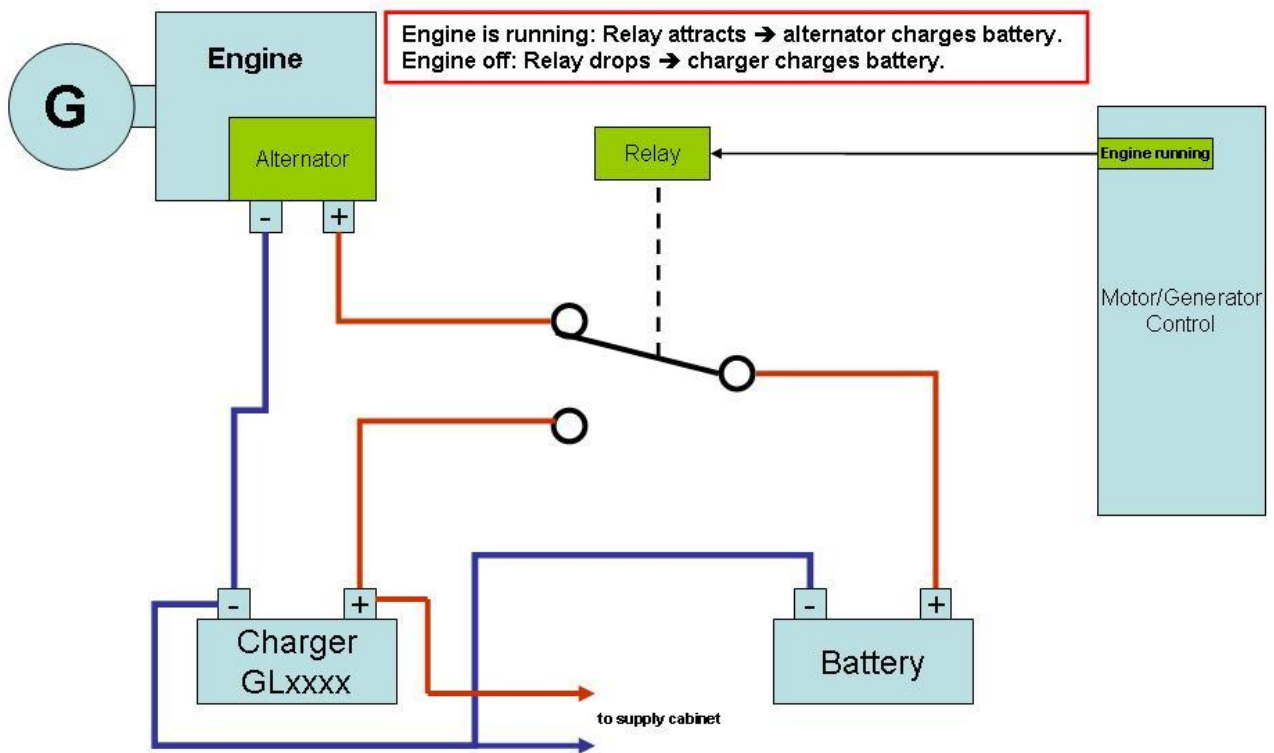 Engine is running: Relay attracts ➔ alternator charges battery.
Engine off: Relay drops ➔ charger charges battery.
Engine
G
Alternator
-
+
Relay
Engine running
Motor/Generator
Control
-
+
Charger
GLxxxx
-
+
Battery
to supply cabinet